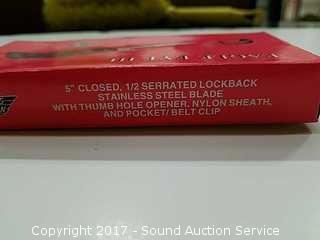 5" CLOSED, 1/2 SERRATED LOCKBACK
STAINLESS STEEL BLADE
WITH THUMB HOLE OPENER, NYLON SHEATH,
AND POCKET/ BELT CLIP
Copyright 2017 - Sound Auction Service